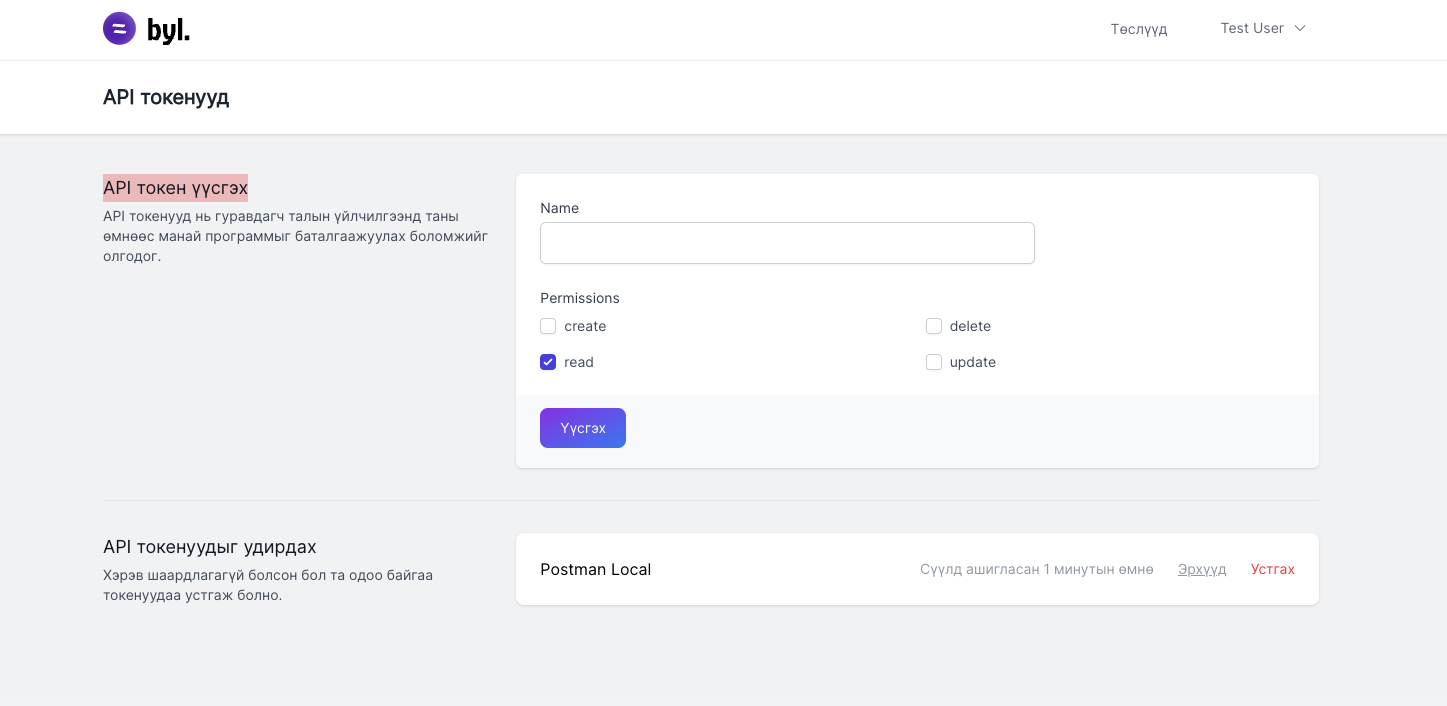 byl.
Төслүүд
Test User
API токенууд
API токен үүсгэх
API токенууд нь гуравдагч талын үйлчилгээнд таны
өмнөөс манай программыг баталгаажуулах боломжийг
олгодог.
Name
Permissions
create
delete
read
update
Үүсгэх
API токенуудыг удирдах
Хэрэв шаардлагагүй болсон бол та одоо байгаа
токенуудаа устгаж болно.
Postman Local
Сүүлд ашигласан 1 минутын өмнө
Эрхүүд
Устгах